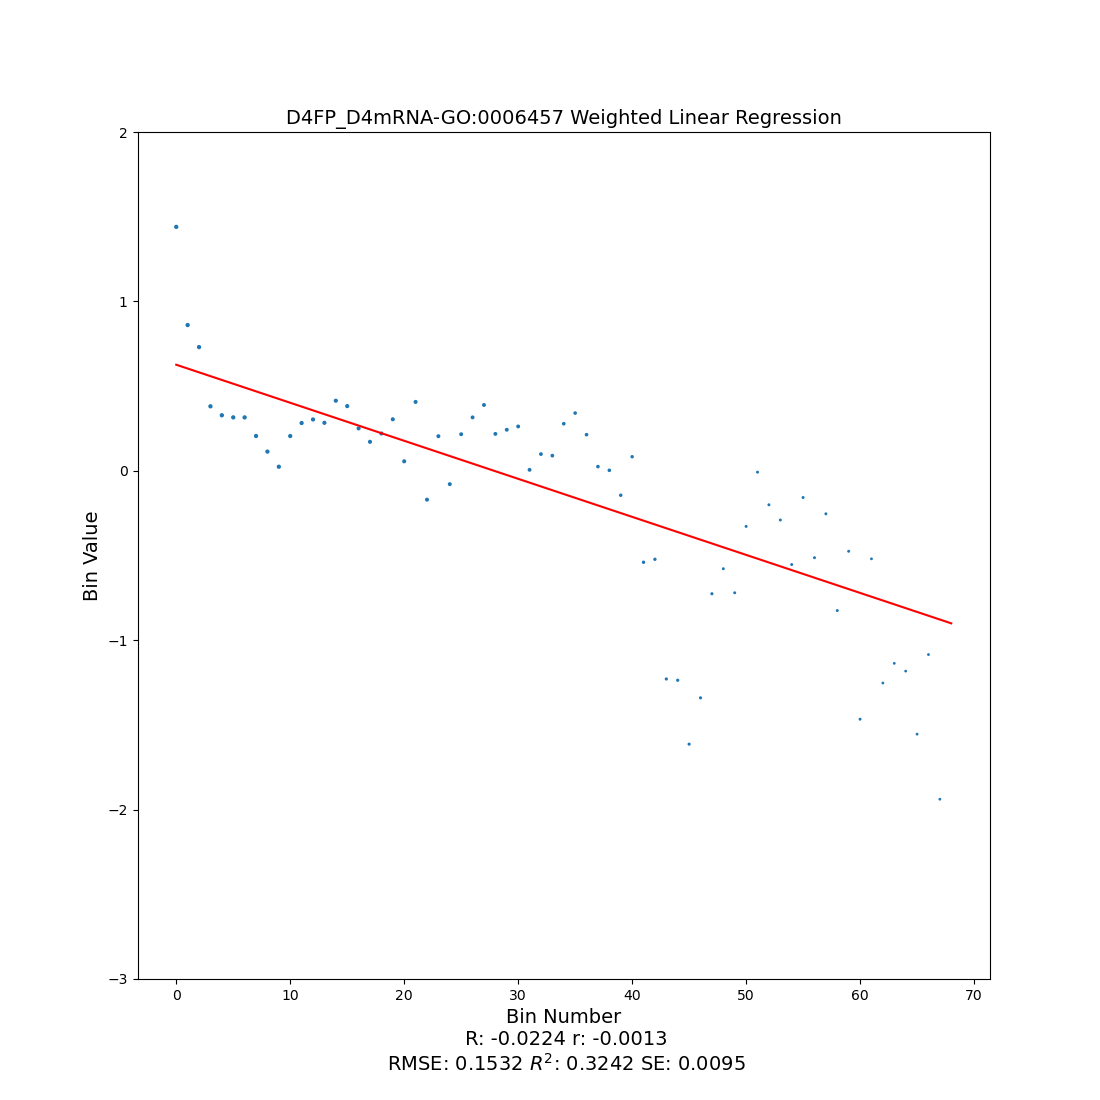 D4FP_D4mRNA-GO:0006457 Weighted Linear Regression
2
1
0
−1
−2
−3
Bin Value
0 10 20 30 40 50 60 70
Bin Number
R: -0.0224 r: -0.0013
RMSE: 0.1532 R²: 0.3242 SE: 0.0095